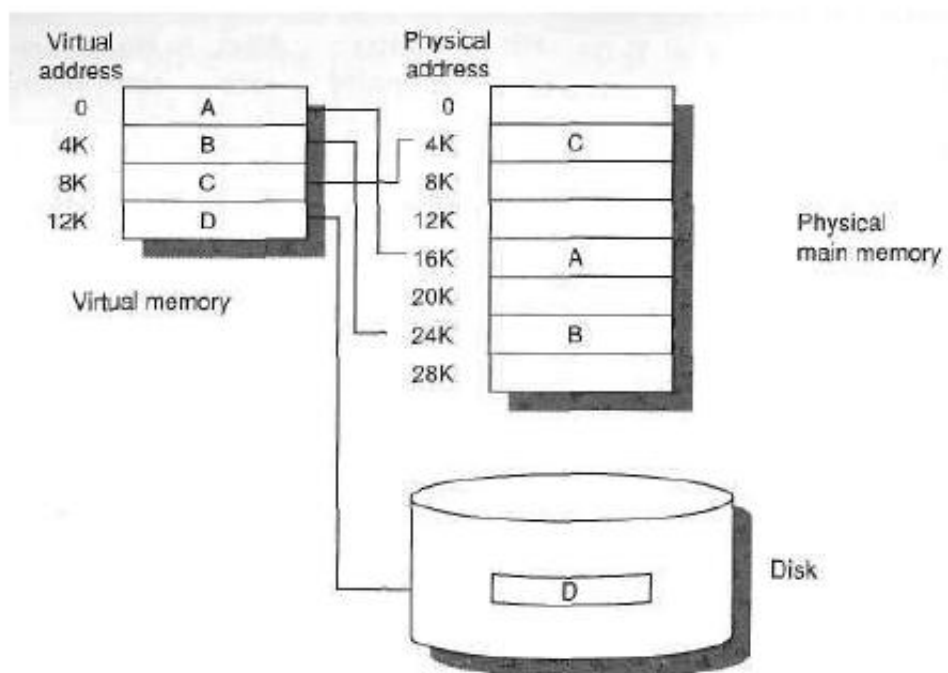 Virtual
address
0
A
4K
B
8K
C
12K
D
Virtual memory
Physical
address
0
4K
C
8K
12K
16K
A
20K
24K
B
28K
Physical
main memory
D
Disk